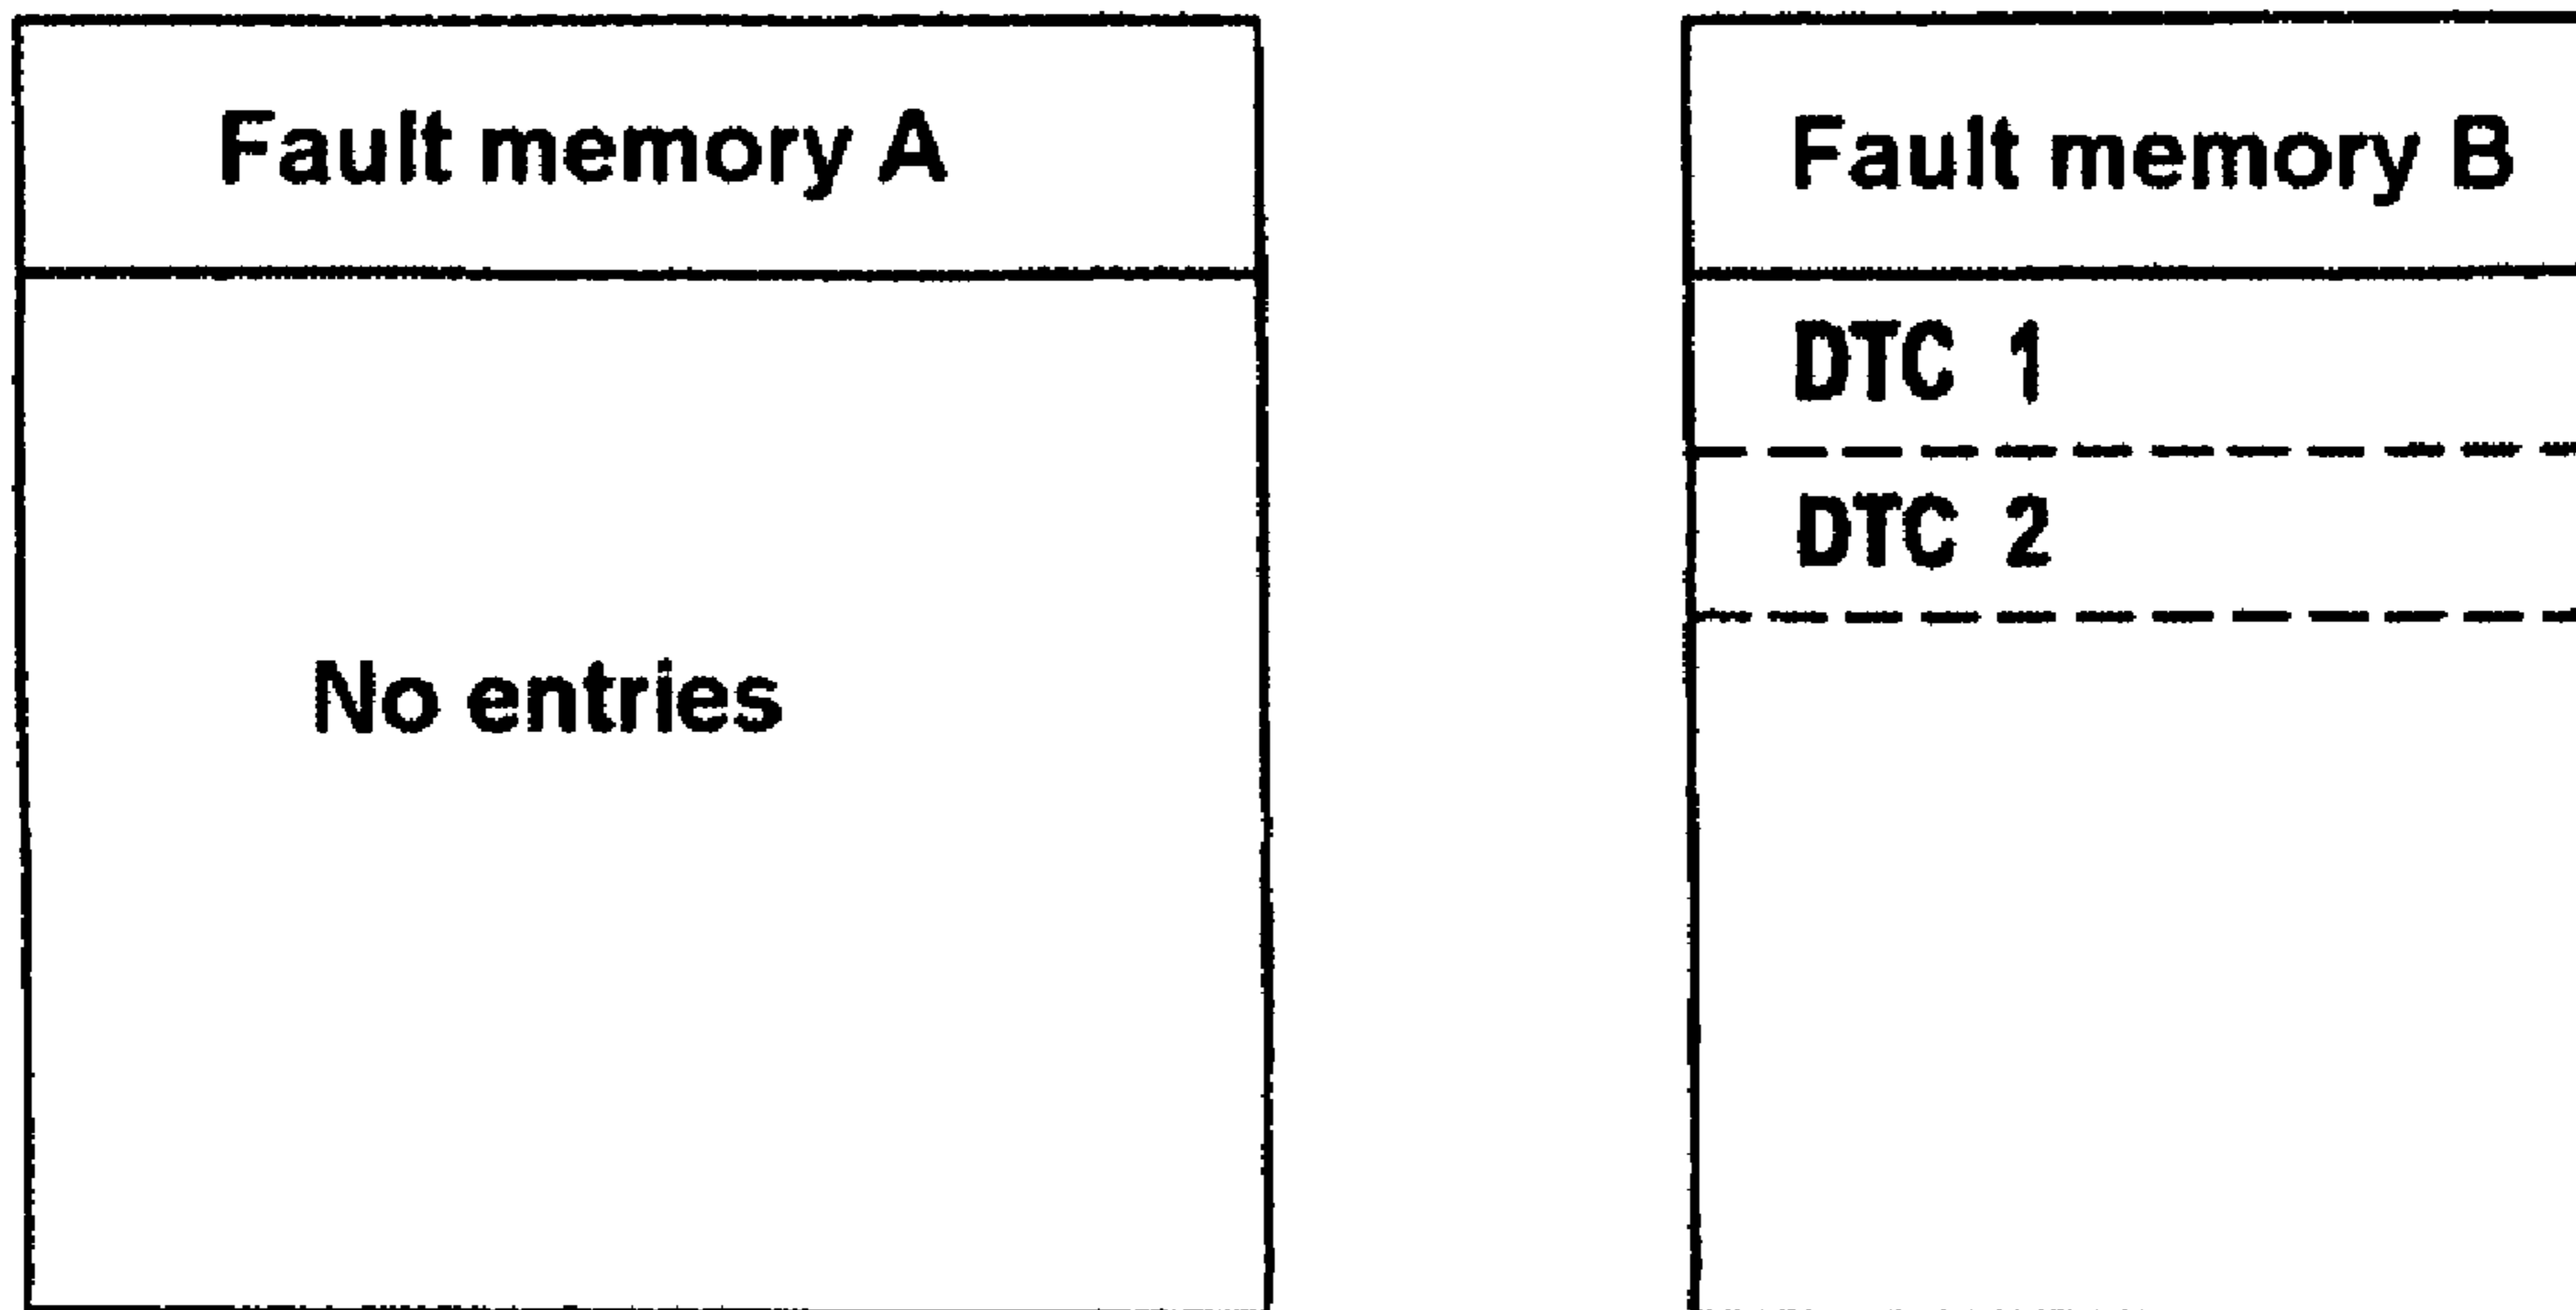 Fault memory A
No entries
Fault memory B
DTC 1
DTC 2